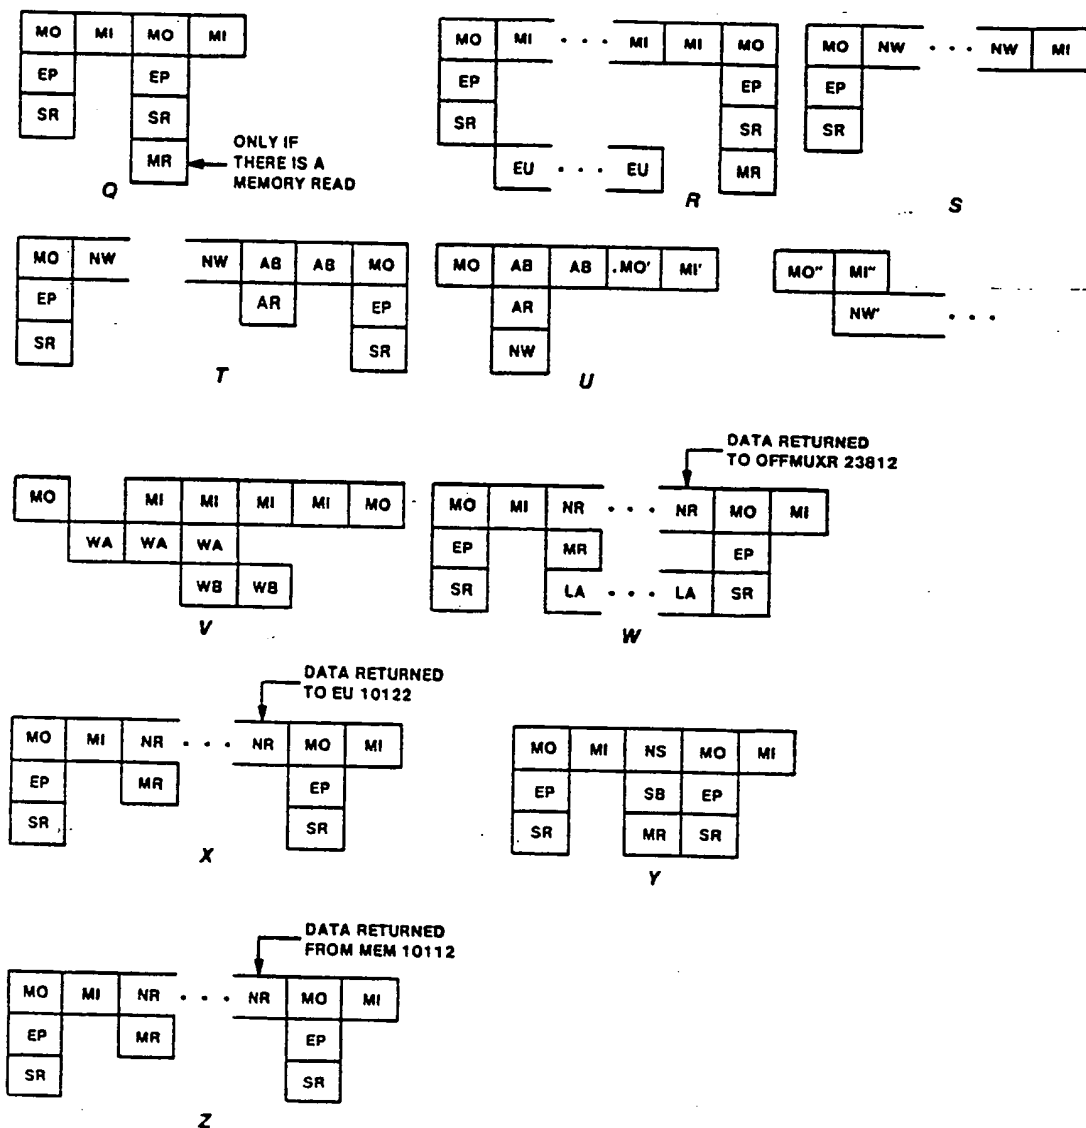 MO MI MO MI
EP EP
SR SR
MR
ONLY IF
THERE IS A
MEMORY READ
Q
MO MI · · · MI MI MO
EP EP
SR SR
EU · · · EU MR
R
MO NW · · · NW MI
EP
SR
S
MO NW NW AB AB MO
EP AR EP
SR SR
T
MO AB AB .MO' MI'
AR
NW
U
MO" MI"
NW' · · ·
MO MI MI MI MI MO
WA WA WA
WB WB
V
DATA RETURNED
TO OFFMUXR 23812
MO MI NR · · · NR MO MI
EP MR EP
SR LA · · · LA SR
W
DATA RETURNED
TO EU 10122
MO MI NR · · · NR MO MI
EP MR EP
SR SR
X
MO MI NS MO MI
EP SB EP
SR MR SR
Y
DATA RETURNED
FROM MEM 10112
MO MI NR · · · NR MO MI
EP MR EP
SR SR
Z